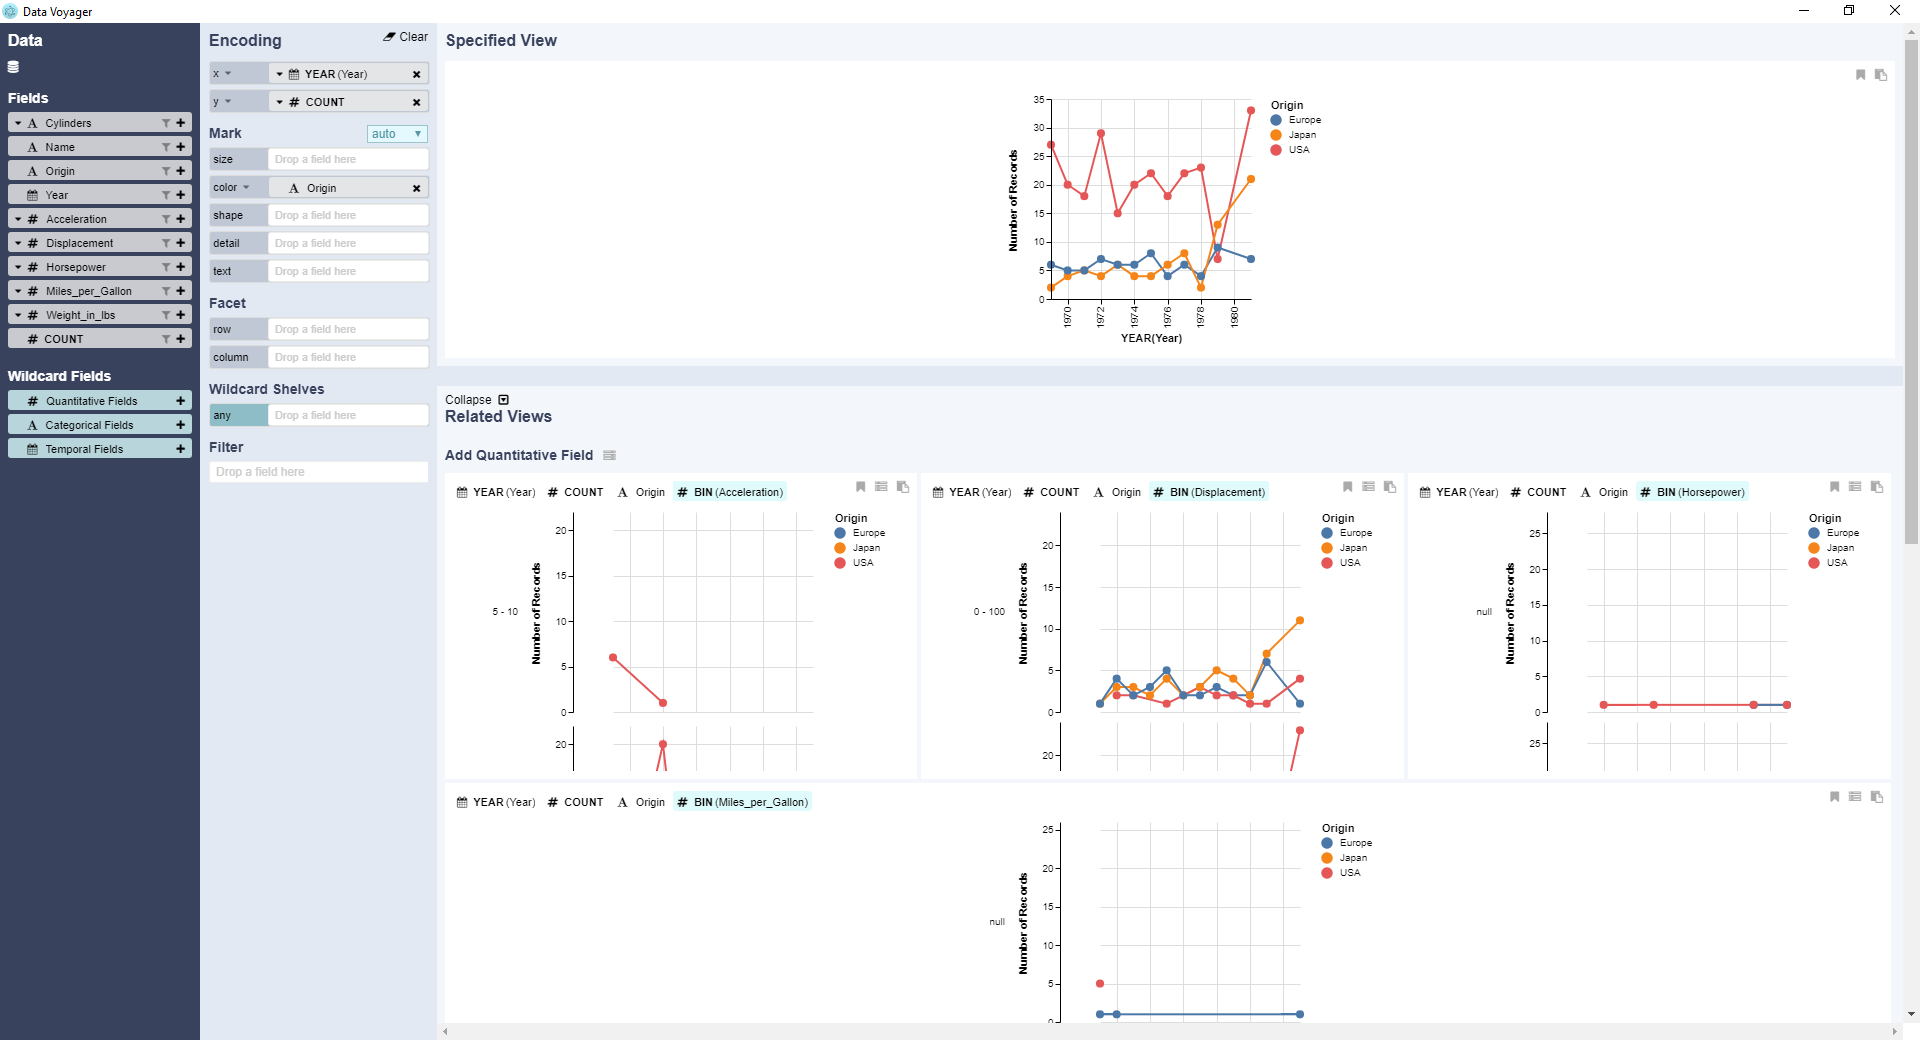 Data Voyager
Data
Fields
Cylinders
Name
Origin
Year
Acceleration
Displacement
Horsepower
Miles_per_Gallon
Weight_in_lbs
COUNT
Wildcard Fields
Quantitative Fields
Categorical Fields
Temporal Fields
Encoding Clear
x YEAR (Year)
y COUNT
Mark auto
size Drop a field here
color Origin
shape Drop a field here
detail Drop a field here
text Drop a field here
Facet
row Drop a field here
column Drop a field here
Wildcard Shelves
any Drop a field here
Filter
Drop a field here
Specified View
35
30
25
20
15
10
5
0
Number of Records
1970 1972 1974 1976 1978 1980
YEAR(Year)
Origin
Europe
Japan
USA
Collapse
Related Views
Add Quantitative Field
YEAR (Year) # COUNT A Origin # BIN (Acceleration)
20
15
10
5
0
20
5 - 10
Number of Records
Origin
Europe
Japan
USA
YEAR (Year) # COUNT A Origin # BIN (Displacement)
20
15
10
5
0
20
0 - 100
Number of Records
Origin
Europe
Japan
USA
YEAR (Year) # COUNT A Origin # BIN (Horsepower)
25
20
15
10
5
0
25
null
Number of Records
Origin
Europe
Japan
USA
YEAR (Year) # COUNT A Origin # BIN (Miles_per_Gallon)
25
20
15
10
5
0
null
Number of Records
Origin
Europe
Japan
USA